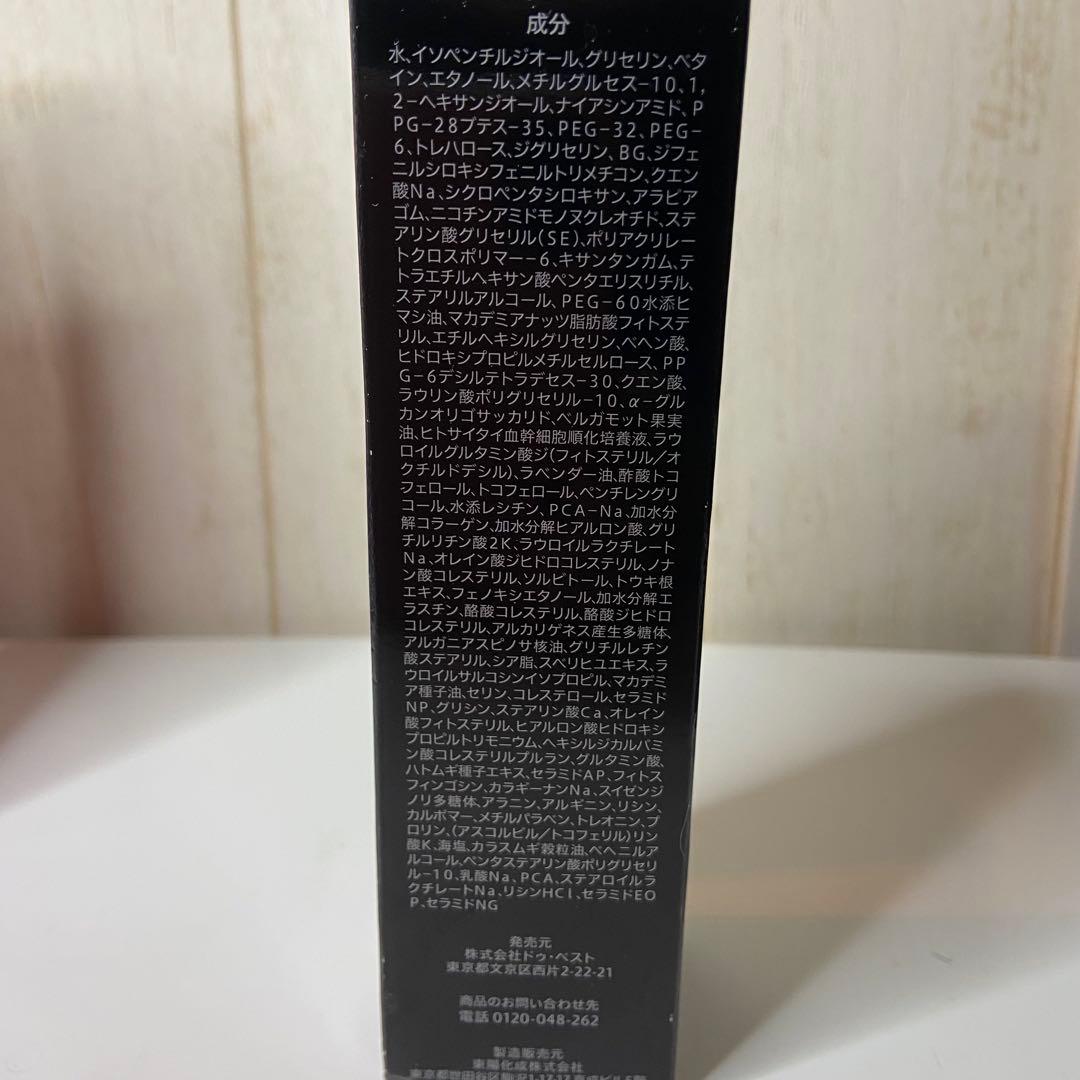 成分
水、イソペンチルジオール、グリセリン、ベタ
イン、エタノール、メチルグルセス-10、1,
2-ヘキサンジオール、ナイアシンアミド、P
PG-28ブテス-35、PEG-32、PEG-
6、トレハロース、ジグリセリン、BG、ジフェ
ニルシロキシフェニルトリメチコン、クエン
酸Na、シクロペンタシロキサン、アラビア
ゴム、ニコチンアミドモノヌクレオチド、ステ
アリン酸グリセリル(SE)、ポリアクリレー
トクロスポリマー-6、キサンタンガム、テ
トラエチルヘキサン酸ペンタエリスリチル、
ステアリルアルコール、PEG-60水添ヒ
マシ油、マカデミアナッツ脂肪酸フィトステ
リル、エチルヘキシルグリセリン、ベヘン酸、
ヒドロキシプロピルメチルセルロース、PP
G-6デシルテトラデセス-30、クエン酸、
ラウリン酸ポリグリセリル-10、α-グル
カンオリゴサッカリド、ベルガモット果実
油、ヒトサイタイ血幹細胞順化培養液、ラウ
ロイルグルタミン酸ジ(フィトステリル/オ
クチルドデシル)、ラベンダー油、酢酸トコ
フェロール、トコフェロール、ペンチレングリ
コール、水添レシチン、PCA-Na、加水分
解コラーゲン、加水分解ヒアルロン酸、グリ
チルリチン酸2K、ラウロイルラクチレート
Na、オレイン酸ジヒドロコレステリル、ノナ
ン酸コレステリル、ソルビトール、トウキ根
エキス、フェノキシエタノール、加水分解エ
ラスチン、酪酸コレステリル、酪酸ジヒドロ
コレステリル、アルカリゲネス産生多糖体、
アルガニアスピノサ核油、グリチルレチン
酸ステアリル、シア脂、スベリヒユエキス、ラ
ウロイルサルコシンイソプロピル、マカデミ
ア種子油、セリン、コレステロール、セラミド
NP、グリシン、ステアリン酸Ca、オレイン
酸フィトステリル、ヒアルロン酸ヒドロキシ
プロピルトリモニウム、ヘキシルジカルバミ
ン酸コレステリルプルラン、グルタミン酸、
ハトムギ種子エキス、セラミドAP、フィトス
フィンゴシン、カラギーナンNa、スイゼンジ
ノリ多糖体、アラニン、アルギニン、リシン、
カルボマー、メチルパラベン、トレオニン、プ
ロリン、(アスコルビル/トコフェリル)リン
酸K、海塩、カラスムギ穀粒油、ベヘニルア
ルコール、ペンタステアリン酸ポリグリセリ
ル-10、乳酸Na、PCA、ステアロイルラ
クチレートNa、リシンHCl、セラミドEO
P、セラミドNG
発売元
株式会社ドゥ・ベスト
東京都文京区西片2-22-21
商品のお問い合わせ先
電話 0120-048-262
製造販売元
東陽化成株式会社
東京都世田谷区駒沢1-17-17